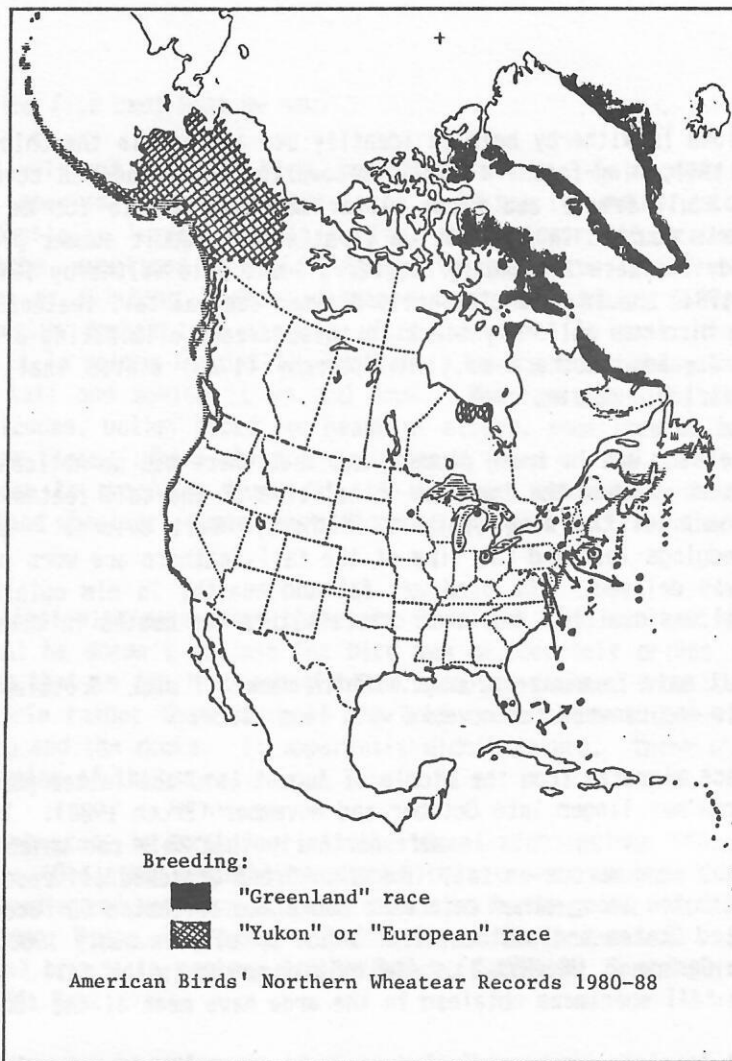 Breeding:
"Greenland" race
"Yukon" or "European" race
American Birds' Northern Wheatear Records 1980-88